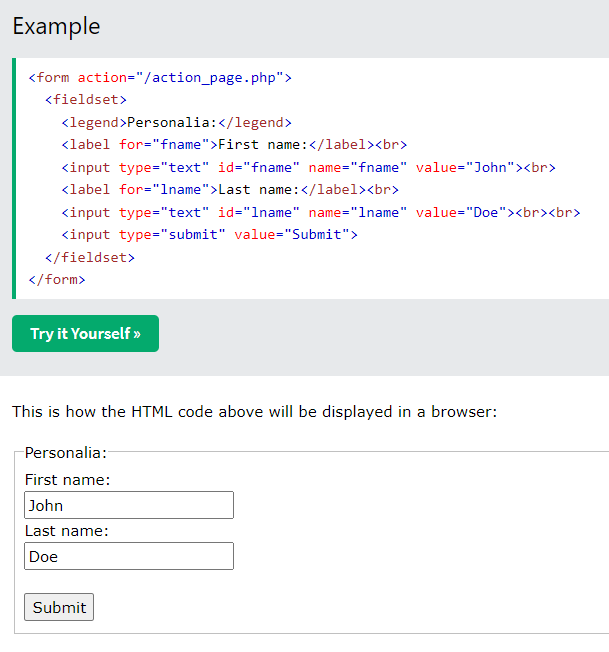 Example
<form action="/action_page.php">
<fieldset>
<legend>Personalia:</legend>
<label for="fname">First name:</label><br>
<input type="text" id="fname" name="fname" value="John"><br>
<label for="lname">Last name:</label><br>
<input type="text" id="lname" name="lname" value="Doe"><br><br>
<input type="submit" value="Submit">
</fieldset>
</form>
Try it Yourself »
This is how the HTML code above will be displayed in a browser:
Personalia:
First name:
John
Last name:
Doe
Submit